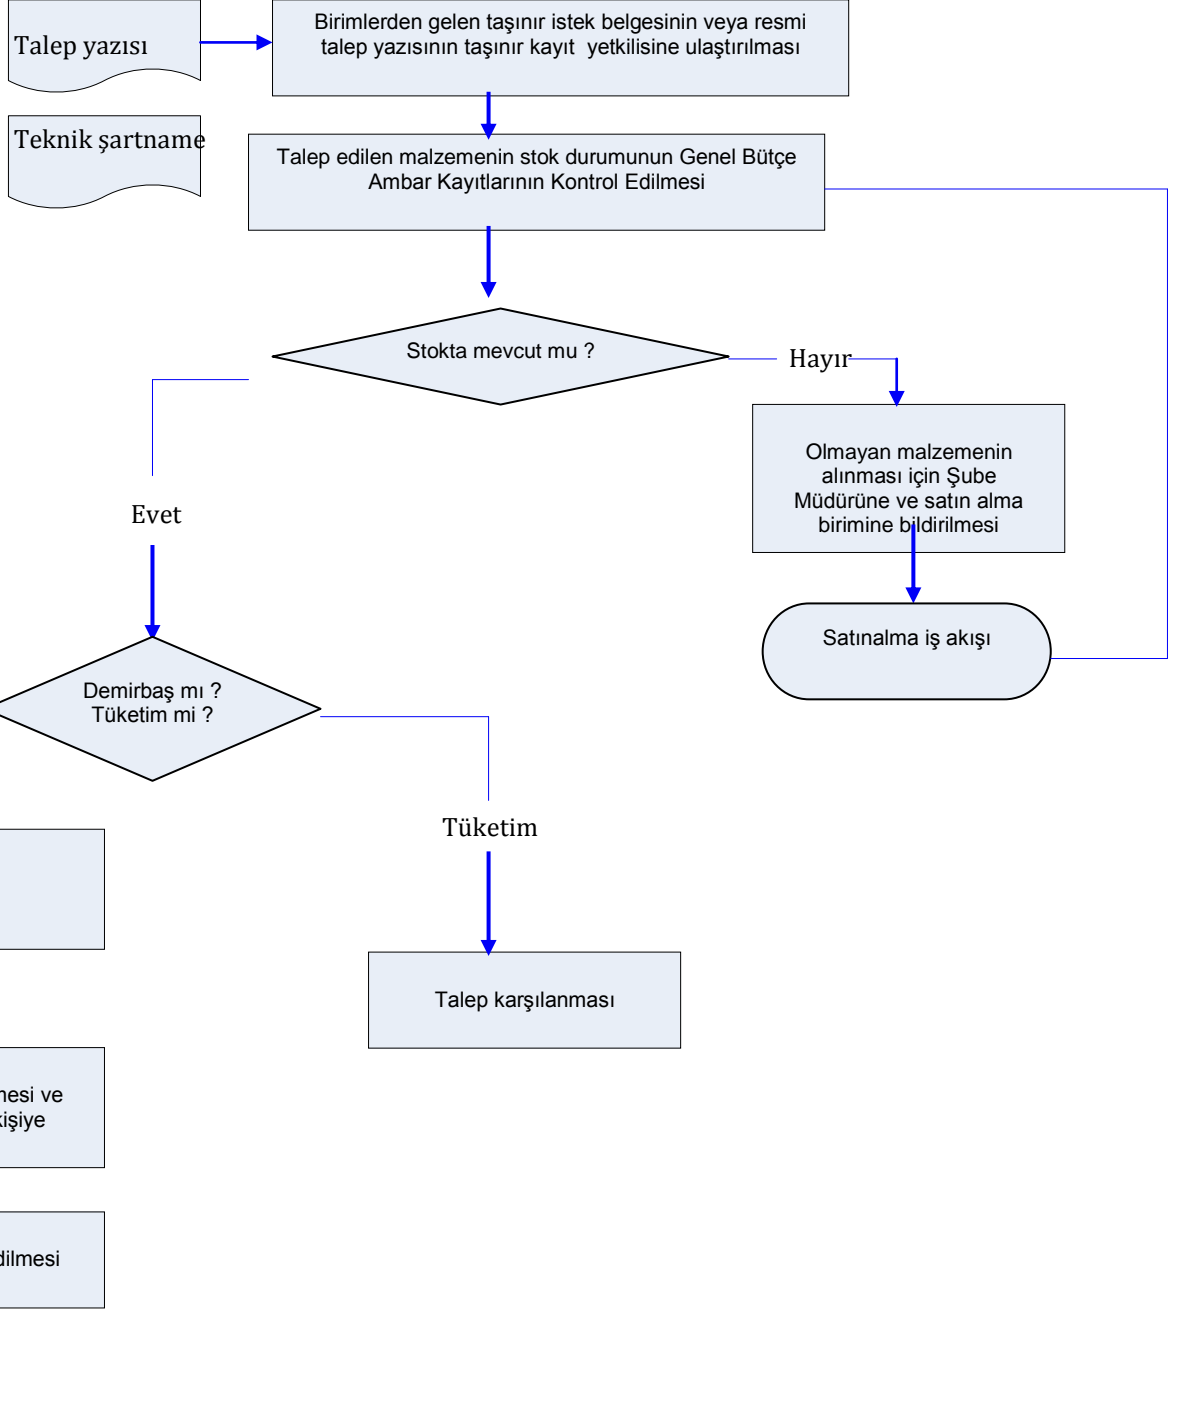 Talep yazısı
Birimlerden gelen taşınır istek belgesinin veya resmi
talep yazısının taşınır kayıt yetkilisine ulaştırılması
Teknik şartname
Talep edilen malzemenin stok durumunun Genel Bütçe
Ambar Kayıtlarının Kontrol Edilmesi
Stokta mevcut mu ?
Hayır
Olmayan malzemenin
alınması için Şube
Müdürüne ve satın alma
birimine bildirilmesi
Evet
Satınalma iş akışı
Demirbaş mı ?
Tüketim mi ?
Tüketim
Talep karşılanması
ve
kişiye